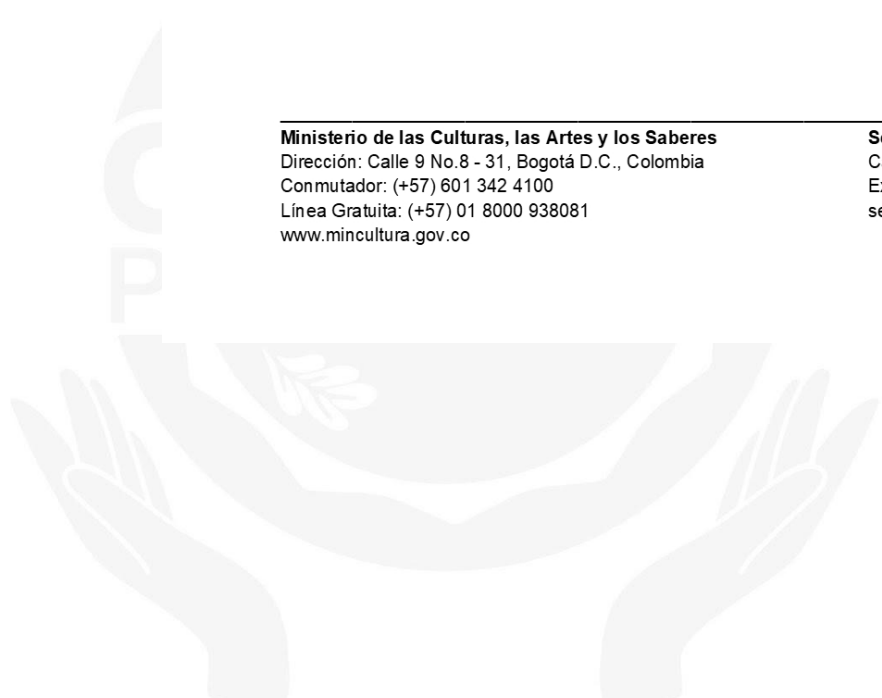 Ministerio de las Culturas, las Artes y los Saberes
Dirección: Calle 9 No.8 - 31, Bogotá D.C., Colombia
Conmutador: (+57) 601 342 4100
Línea Gratuita: (+57) 01 8000 938081
www.mincultura.gov.co